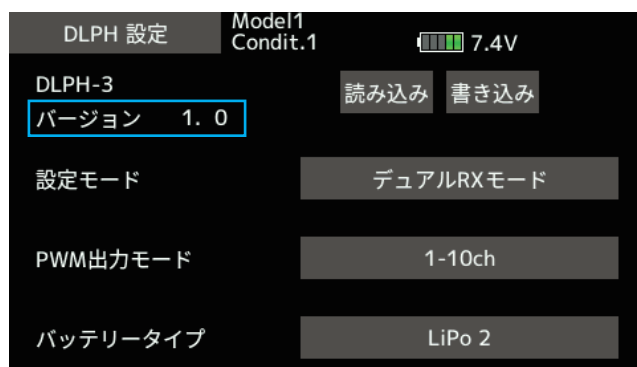 DLPH 設定
Model1
Condit.1
7.4V
DLPH-3
読み込み 書き込み
バージョン 1. 0
設定モード デュアルRXモード
PWM出力モード 1-10ch
バッテリータイプ LiPo 2